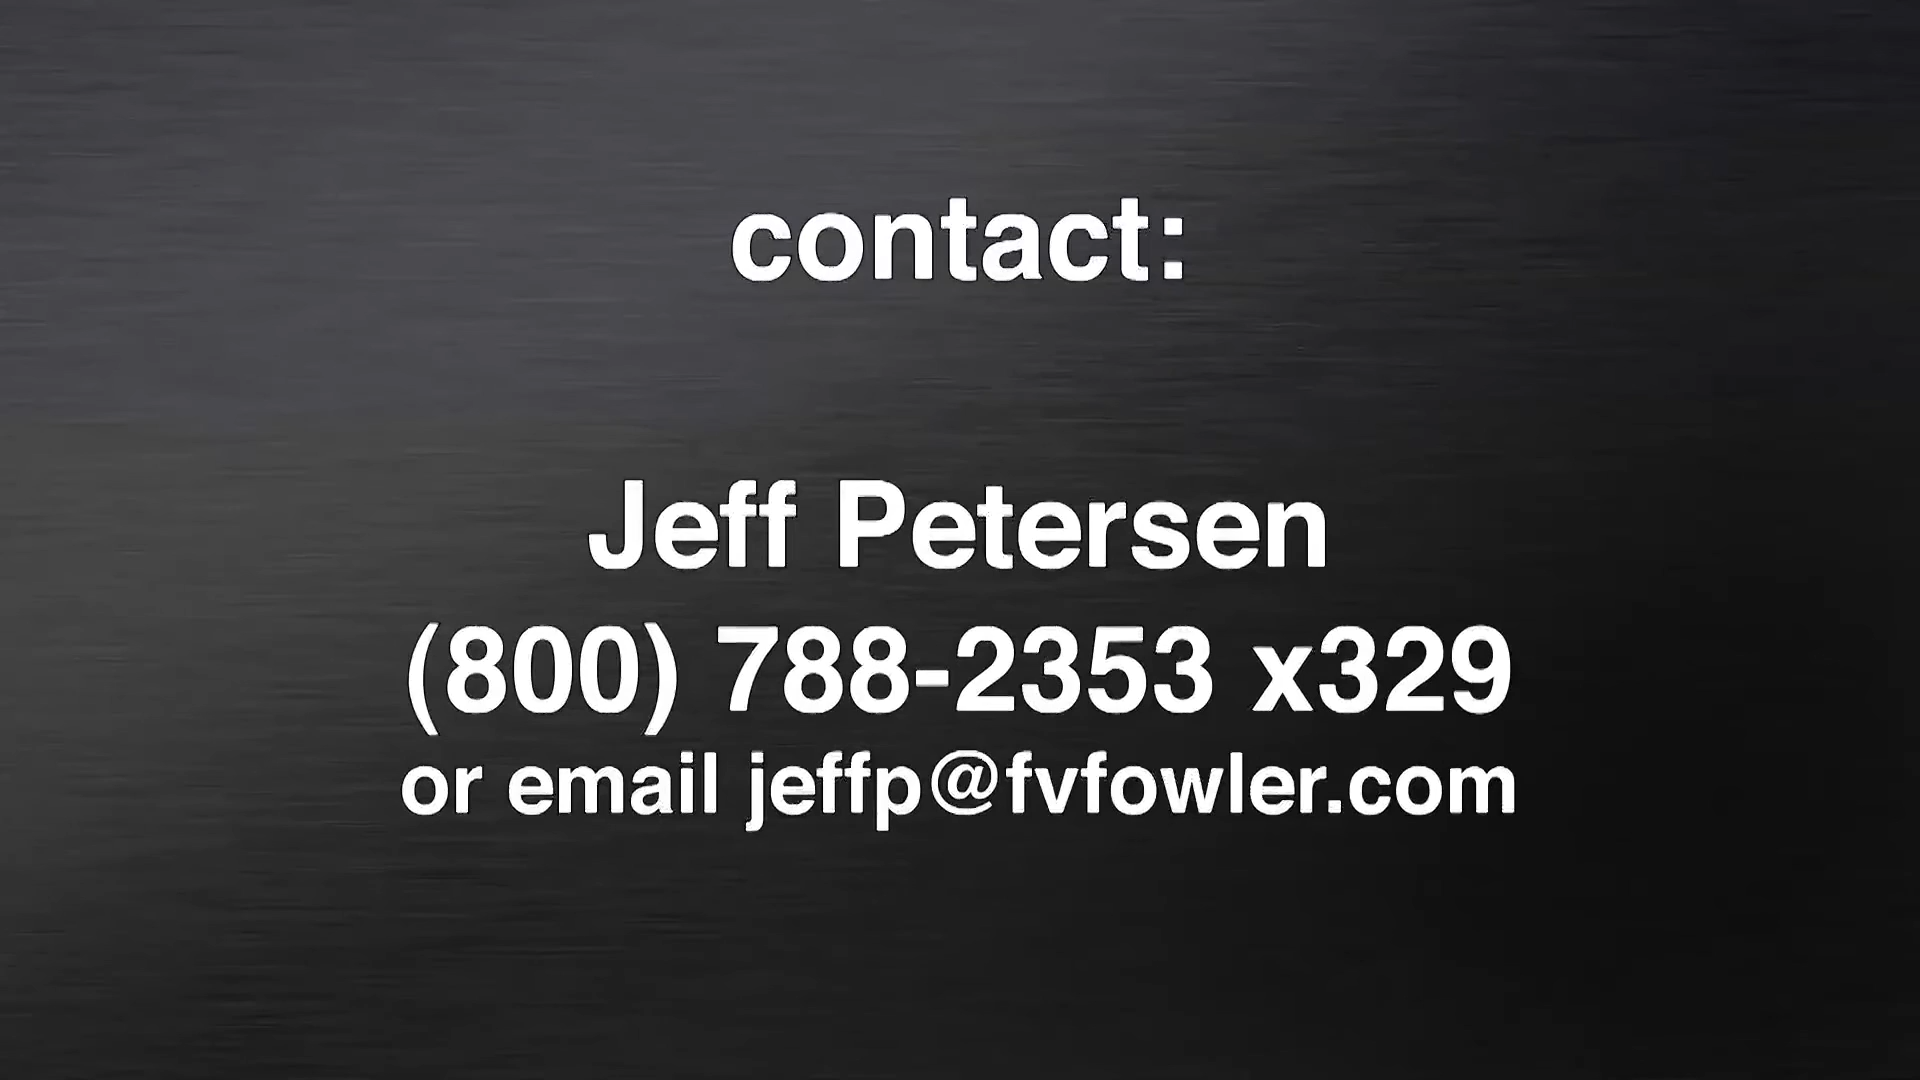 contact:
Jeff Petersen
(800) 788-2353 x329
or email jeffp@fvfowler.com